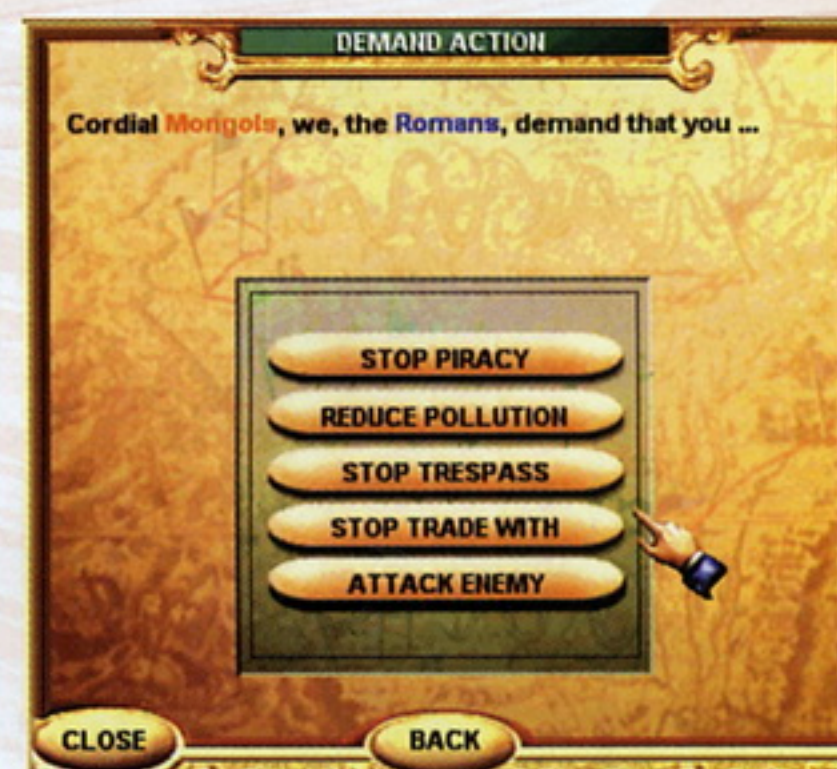 DEMAND ACTION
Cordial Mongols, we, the Romans, demand that you ...
STOP PIRACY
REDUCE POLLUTION
STOP TRESPASS
STOP TRADE WITH
ATTACK ENEMY
CLOSE
BACK